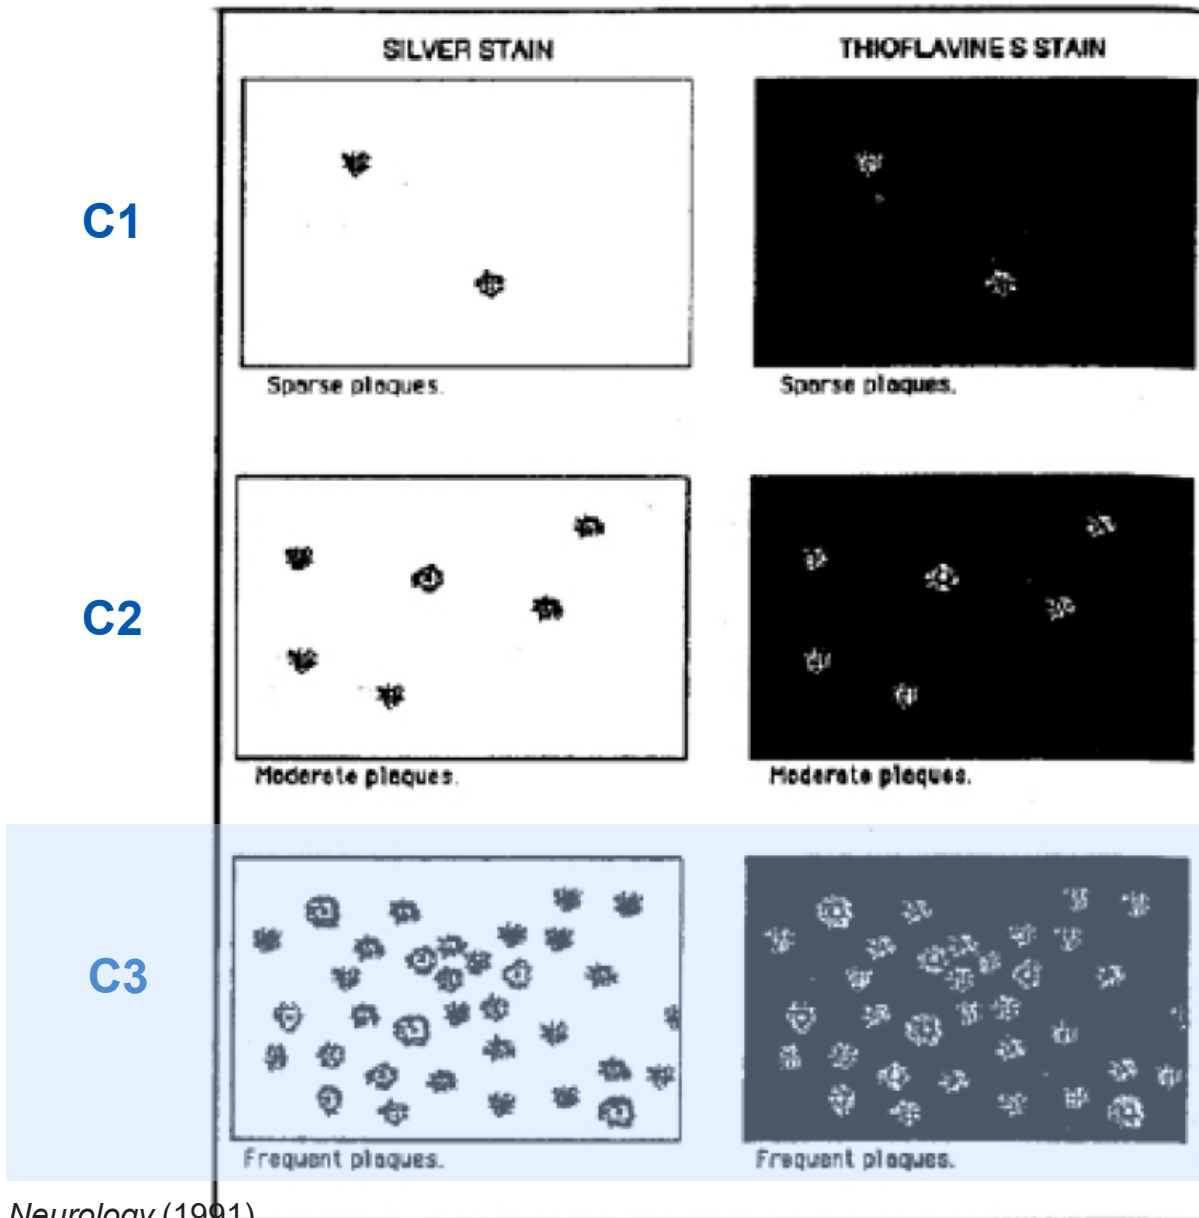 SILVER STAIN THIOFLAVINE S STAIN
C1
Sparse plaques. Sparse plaques.
C2
Moderate plaques. Moderate plaques.
C3
Frequent plaques. Frequent plaques.
Neurology (1991)